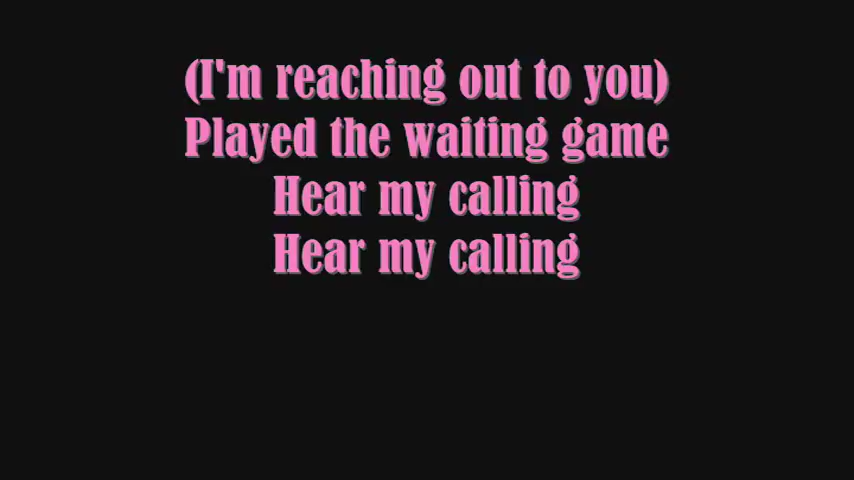 (I'm reaching out to you)
Played the waiting game
Hear my calling
Hear my calling